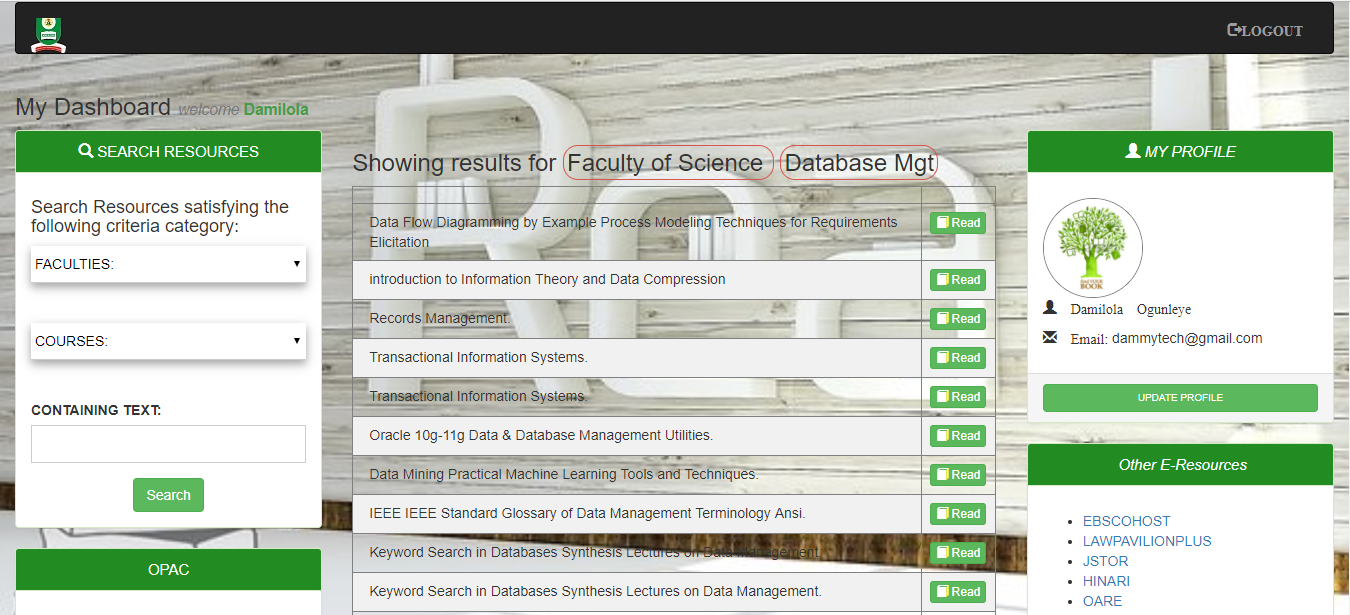 LOGOUT
My Dashboard welcome Damilola
SEARCH RESOURCES
Search Resources satisfying the
following criteria category:
FACULTIES:
COURSES:
CONTAINING TEXT:
Search
OPAC
Showing results for Faculty of Science Database Mgt
Data Flow Diagramming by Example Process Modeling Techniques for Requirements
Elicitation
Read
introduction to Information Theory and Data Compression
Read
Records Management.
Read
Transactional Information Systems.
Read
Transactional Information Systems.
Read
Oracle 10g-11g Data & Database Management Utilities.
Read
Data Mining Practical Machine Learning Tools and Techniques.
Read
IEEE IEEE Standard Glossary of Data Management Terminology Ansi.
Read
Keyword Search in Databases Synthesis Lectures on Data Management.
Read
Keyword Search in Databases Synthesis Lectures on Data Management.
Read
MY PROFILE
BOOK
Damilola Ogunleye
Email: dammytech@gmail.com
UPDATE PROFILE
Other E-Resources
EBSCOHOST
LAWPAVILIONPLUS
JSTOR
HINARI
OARE